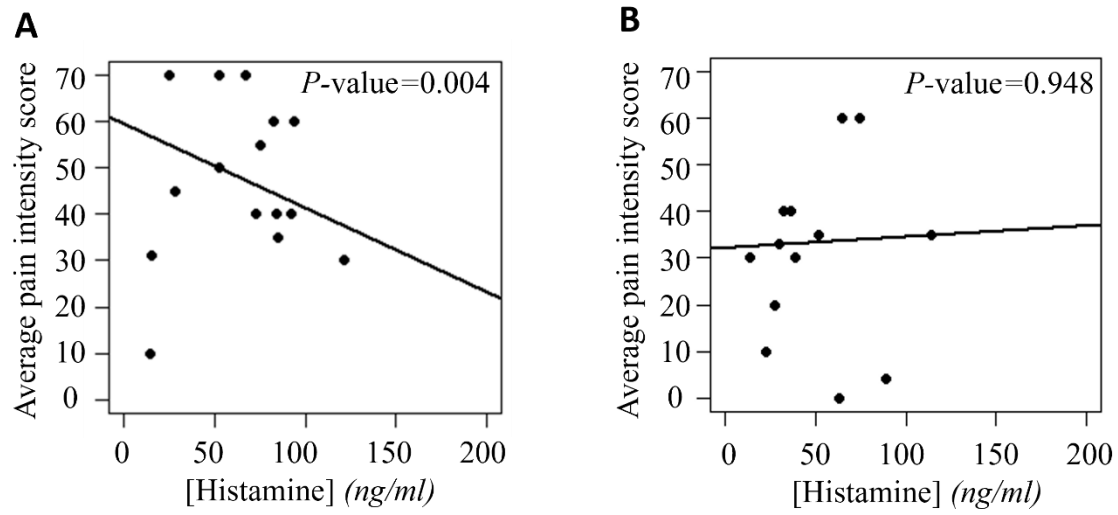 A
Average pain intensity score
70
60
50
40
30
20
10
0
P-value=0.004
0 50 100 150 200
[Histamine] (ng/ml)
B
Average pain intensity score
70
60
50
40
30
20
10
0
P-value=0.948
0 50 100 150 200
[Histamine] (ng/ml)